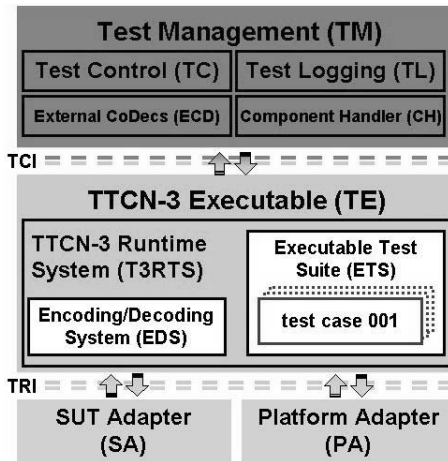 Test Management (TM)
Test Control (TC)
Test Logging (TL)
External CoDecs (ECD)
Component Handler (CH)
TCI
TTCN-3 Executable (TE)
TTCN-3 Runtime
System (T3RTS)
Executable Test
Suite (ETS)
Encoding/Decoding
System (EDS)
test case 001
TRI
SUT Adapter
(SA)
Platform Adapter
(PA)